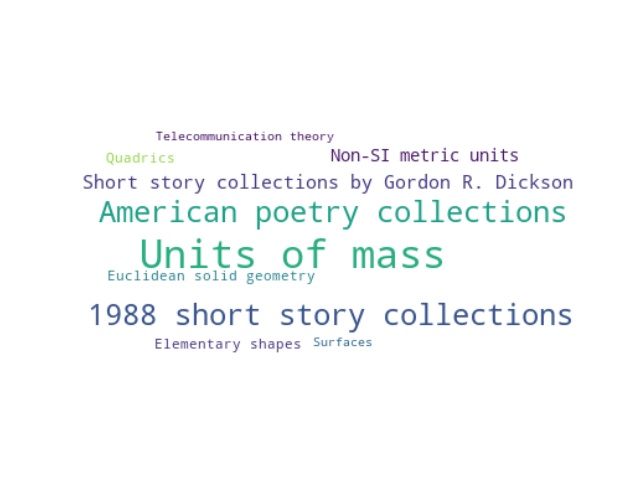 Telecommunication theory
Quadrics Non-SI metric units
Short story collections by Gordon R. Dickson
American poetry collections
Units of mass
Euclidean solid geometry
1988 short story collections
Elementary shapes Surfaces